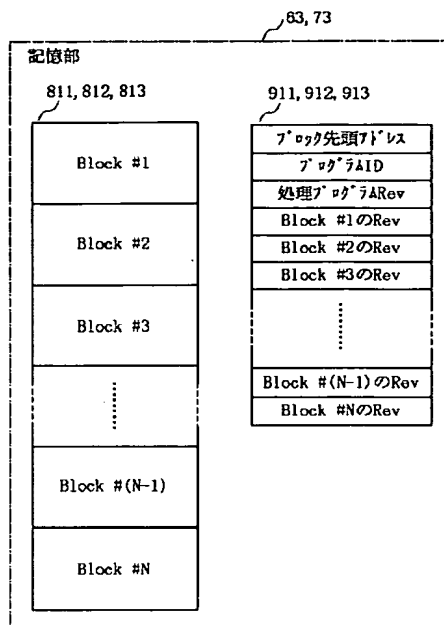 63, 73
記憶部
811, 812, 813
Block #1
Block #2
Block #3
Block #(N-1)
Block #N
911, 912, 913
ﾌﾞﾛｯｸ先頭ｱﾄﾞﾚｽ
ﾌﾟﾛｸﾞﾗﾑID
処理ﾌﾟﾛｸﾞﾗﾑRev
Block #1のRev
Block #2のRev
Block #3のRev
Block #(N-1)のRev
Block #NのRev